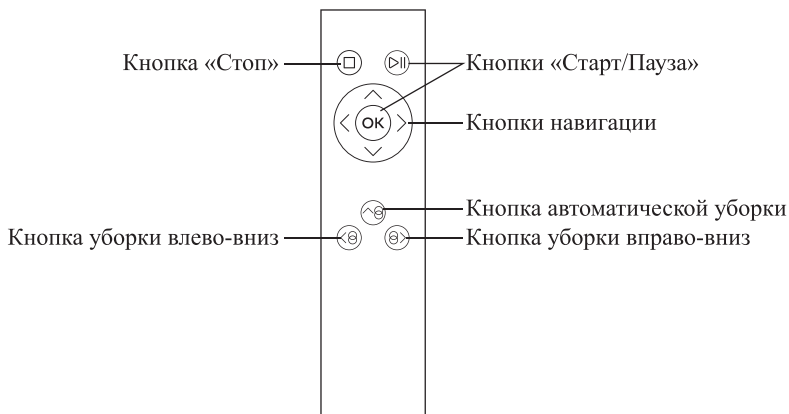 Кнопка «Стоп»
Кнопки «Старт/Пауза»
OK
Кнопки навигации
Кнопка автоматической уборки
Кнопка уборки влево-вниз
Кнопка уборки вправо-вниз